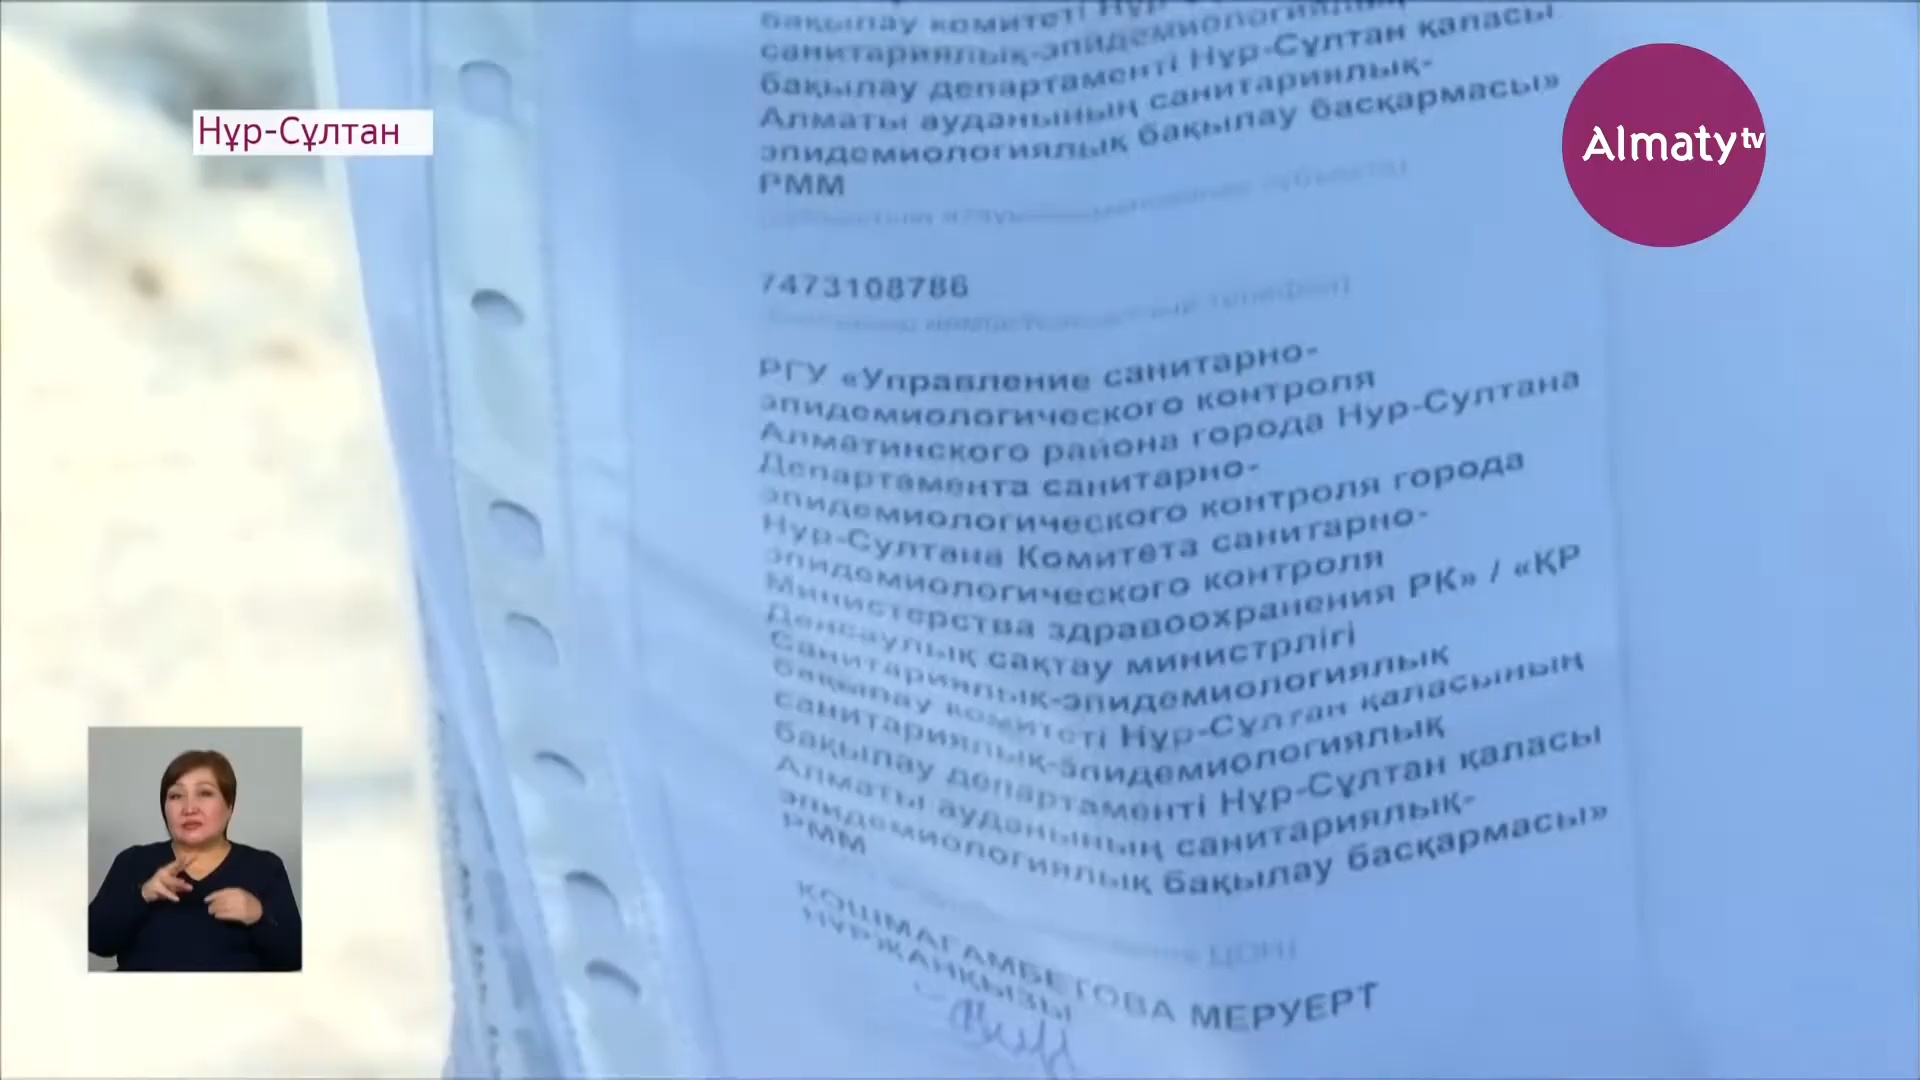 бақылау комитеті Нұр-
санитариялық-эпидемиологиялық
бақылау департаменті Нұр-Сұлтан қаласы
Алматы ауданының санитариялық-
эпидемиологиялық бақылау басқармасы»
РММ
Нұр-Сұлтан
Almaty tv
7473108786
РГУ «Управление санитарно-
эпидемиологического контроля
Алматинского района города Нур-Султана
Департамента санитарно-
эпидемиологического контроля города
Нур-Султана Комитета санитарно-
эпидемиологического контроля
Министерства здравоохранения РК» / «ҚР
Денсаулық сақтау министрлігі
Санитариялық-эпидемиологиялық
бақылау комитеті Нұр-Сұлтан қаласының
санитариялық-эпидемиологиялық
бақылау департаменті Нұр-Сұлтан қаласы
Алматы ауданының санитариялық-
эпидемиологиялық бақылау басқармасы»
РММ
КОШМАГАМБЕТОВА МЕРУЕРТ
НҰРЖАНҚЫЗЫ